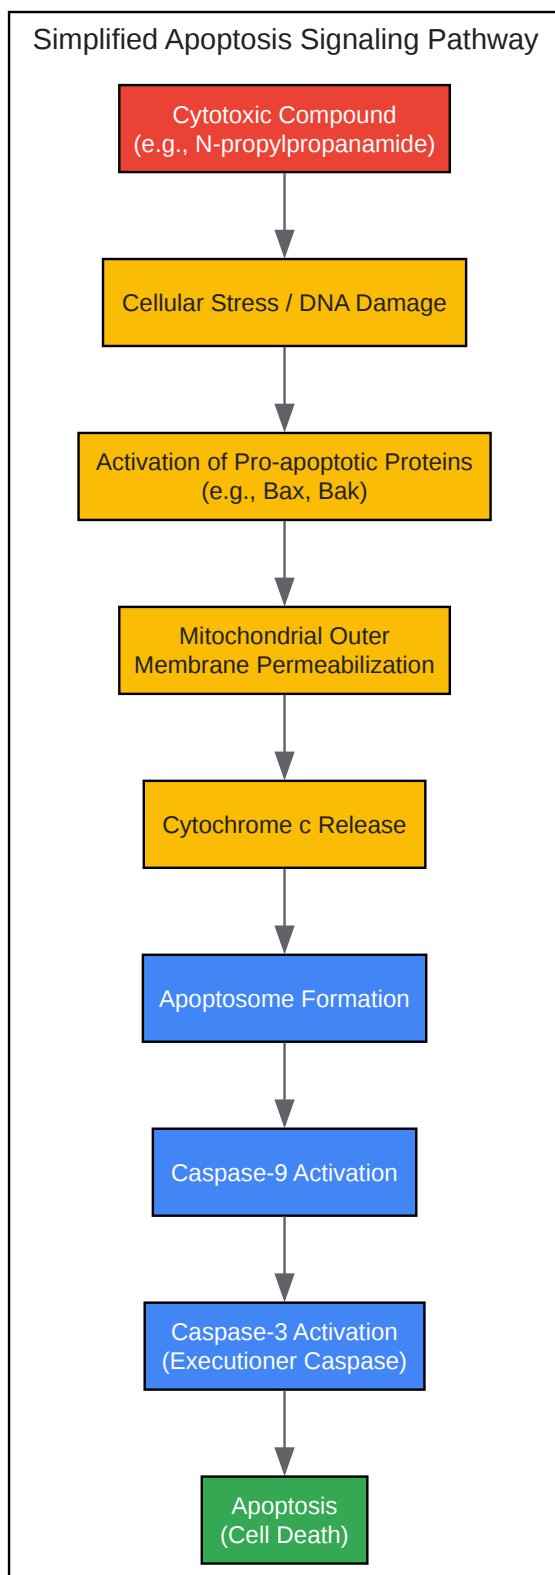 Simplified Apoptosis Signaling Pathway
Cytotoxic Compound
(e.g., N-propylpropanamide)
Cellular Stress / DNA Damage
Activation of Pro-apoptotic Proteins
(e.g., Bax, Bak)
Mitochondrial Outer
Membrane Permeabilization
Cytochrome c Release
Apoptosome Formation
Caspase-9 Activation
Caspase-3 Activation
(Executioner Caspase)
Apoptosis
(Cell Death)